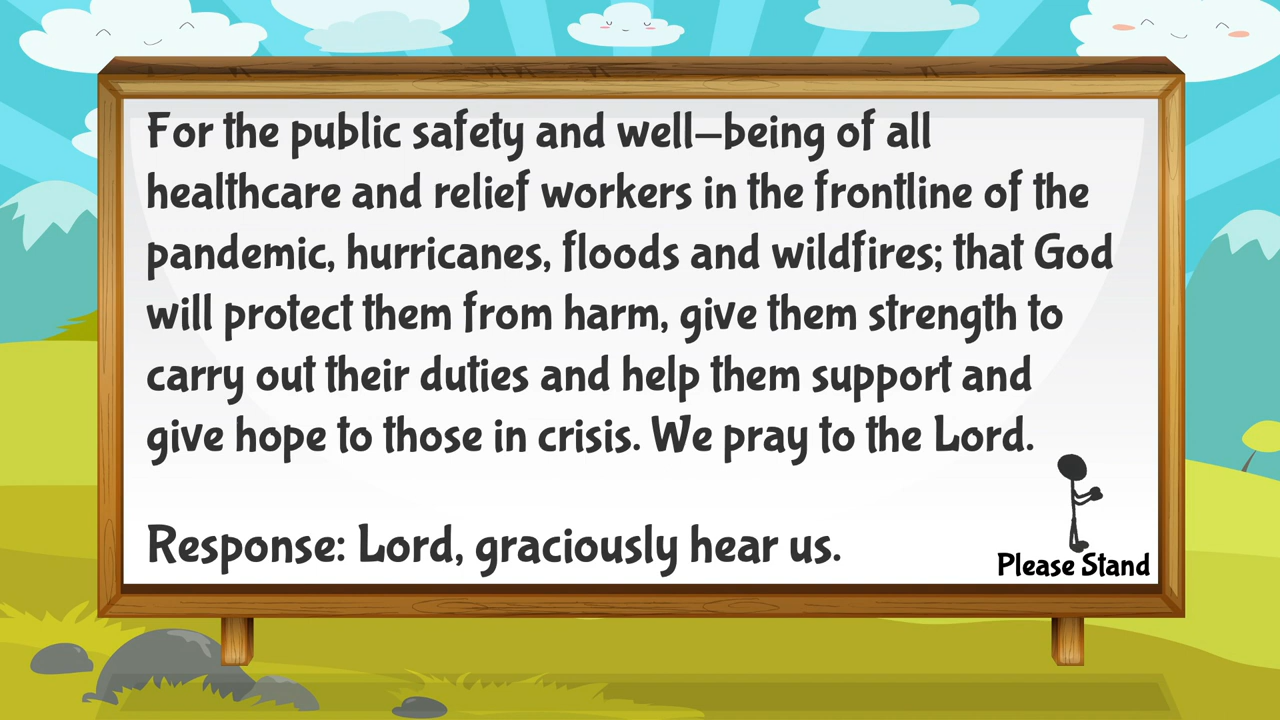 For the public safety and well–being of all
healthcare and relief workers in the frontline of the
pandemic, hurricanes, floods and wildfires; that God
will protect them from harm, give them strength to
carry out their duties and help them support and
give hope to those in crisis. We pray to the Lord.
Response: Lord, graciously hear us.
Please Stand